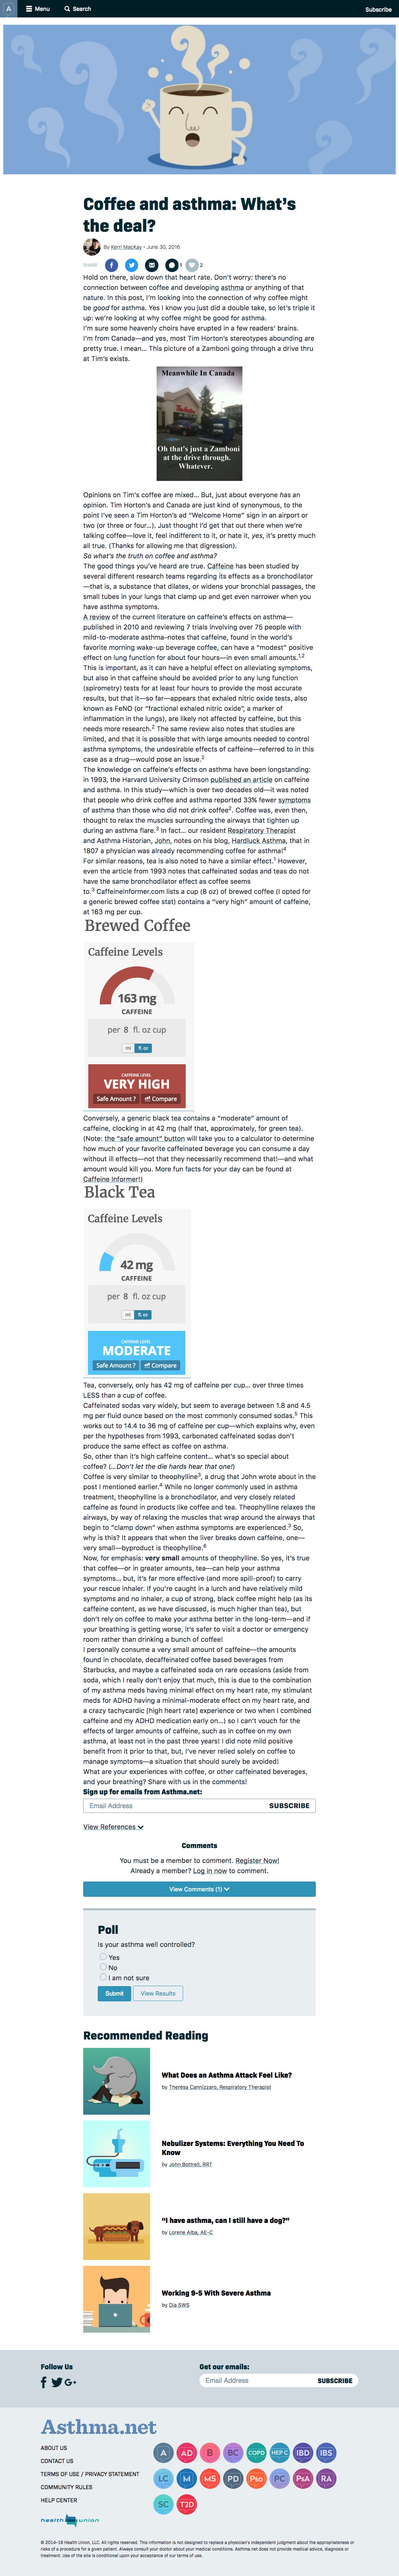 A
Menu
Search
Subscribe
Coffee and asthma: What's
the deal?
By Kerri MacKay • June 30, 2016
SHARE
1
2
Hold on there, slow down that heart rate. Don't worry: there's no
connection between coffee and developing asthma or anything of that
nature. In this post, I'm looking into the connection of why coffee might
be good for asthma. Yes I know you just did a double take, so let's triple it
up: we're looking at why coffee might be good for asthma.
I'm sure some heavenly choirs have erupted in a few readers' brains.
I'm from Canada—and yes, most Tim Horton's stereotypes abounding are
pretty true. I mean... This picture of a Zamboni going through a drive thru
at Tim's exists.
Meanwhile In Canada
Oh that's just a Zamboni
at the drive through.
Whatever.
Opinions on Tim's coffee are mixed... But, just about everyone has an
opinion. Tim Horton's and Canada are just kind of synonymous, to the
point I've seen a Tim Horton's ad "Welcome Home" sign in an airport or
two (or three or four...). Just thought I'd get that out there when we're
talking coffee—love it, feel indifferent to it, or hate it, yes, it's pretty much
all true. (Thanks for allowing me that digression).
So what's the truth on coffee and asthma?
The good things you've heard are true. Caffeine has been studied by
several different research teams regarding its effects as a bronchodilator
—that is, a substance that dilates, or widens your bronchial passages, the
small tubes in your lungs that clamp up and get even narrower when you
have asthma symptoms.
A review of the current literature on caffeine's effects on asthma—
published in 2010 and reviewing 7 trials involving over 75 people with
mild-to-moderate asthma–notes that caffeine, found in the world's
favorite morning wake-up beverage coffee, can have a "modest" positive
effect on lung function for about four hours—in even small amounts.1,2
This is important, as it can have a helpful effect on alleviating symptoms,
but also in that caffeine should be avoided prior to any lung function
(spirometry) tests for at least four hours to provide the most accurate
results, but that it—so far—appears that exhaled nitric oxide tests, also
known as FeNO (or "fractional exhaled nitric oxide", a marker of
inflammation in the lungs), are likely not affected by caffeine, but this
needs more research.2 The same review also notes that studies are
limited, and that it is possible that with large amounts needed to control
asthma symptoms, the undesirable effects of caffeine—referred to in this
case as a drug—would pose an issue.2
The knowledge on caffeine's effects on asthma have been longstanding:
in 1993, the Harvard University Crimson published an article on caffeine
and asthma. In this study—which is over two decades old—it was noted
that people who drink coffee and asthma reported 33% fewer symptoms
of asthma than those who did not drink coffee2. Coffee was, even then,
thought to relax the muscles surrounding the airways that tighten up
during an asthma flare.3 In fact... our resident Respiratory Therapist
and Asthma Historian, John, notes on his blog, Hardluck Asthma, that in
1807 a physician was already recommending coffee for asthma!4
For similar reasons, tea is also noted to have a similar effect.1 However,
even the article from 1993 notes that caffeinated sodas and teas do not
have the same bronchodilator effect as coffee seems
to.3 CaffeineInformer.com lists a cup (8 oz) of brewed coffee (I opted for
a generic brewed coffee stat) contains a "very high" amount of caffeine,
at 163 mg per cup.
Brewed Coffee
Caffeine Levels
163 mg
CAFFEINE
per 8 fl. oz cup
ml fl. oz
CAFFEINE LEVEL
VERY HIGH
Safe Amount ? Compare
Conversely, a generic black tea contains a "moderate" amount of
caffeine, clocking in at 42 mg (half that, approximately, for green tea).
(Note: the "safe amount" button will take you to a calculator to determine
how much of your favorite caffeinated beverage you can consume a day
without ill effects—not that they necessarily recommend that!—and what
amount would kill you. More fun facts for your day can be found at
Caffeine Informer!)
Black Tea
Caffeine Levels
42 mg
CAFFEINE
per 8 fl. oz cup
ml fl. oz
CAFFEINE LEVEL
MODERATE
Safe Amount ? Compare
Tea, conversely, only has 42 mg of caffeine per cup... over three times
LESS than a cup of coffee.
Caffeinated sodas vary widely, but seem to average between 1.8 and 4.5
mg per fluid ounce based on the most commonly consumed sodas.5 This
works out to 14.4 to 36 mg of caffeine per cup—which explains why, even
per the hypotheses from 1993, carbonated caffeinated sodas don't
produce the same effect as coffee on asthma.
So, other than it's high caffeine content... what's so special about
coffee? (...Don't let the die hards hear that one!)
Coffee is very similar to theophylline3, a drug that John wrote about in the
post I mentioned earlier.4 While no longer commonly used in asthma
treatment, theophylline is a bronchodilator, and very closely related
caffeine as found in products like coffee and tea. Theophylline relaxes the
airways, by way of relaxing the muscles that wrap around the airways that
begin to "clamp down" when asthma symptoms are experienced.3 So,
why is this? It appears that when the liver breaks down caffeine, one—
very small—byproduct is theophylline.6
Now, for emphasis: very small amounts of theophylline. So yes, it's true
that coffee—or in greater amounts, tea—can help your asthma
symptoms... but, it's far more effective (and more spill-proof) to carry
your rescue inhaler. If you're caught in a lurch and have relatively mild
symptoms and no inhaler, a cup of strong, black coffee might help (as its
caffeine content, as we have discussed, is much higher than tea), but
don't rely on coffee to make your asthma better in the long-term—and if
your breathing is getting worse, it's safer to visit a doctor or emergency
room rather than drinking a bunch of coffee!
I personally consume a very small amount of caffeine—the amounts
found in chocolate, decaffeinated coffee based beverages from
Starbucks, and maybe a caffeinated soda on rare occasions (aside from
soda, which I really don't enjoy that much, this is due to the combination
of my asthma meds having minimal effect on my heart rate, my stimulant
meds for ADHD having a minimal-moderate effect on my heart rate, and
a crazy tachycardic [high heart rate] experience or two when I combined
caffeine and my ADHD medication early on...) so I can't vouch for the
effects of larger amounts of caffeine, such as in coffee on my own
asthma, at least not in the past three years! I did note mild positive
benefit from it prior to that, but, I've never relied solely on coffee to
manage symptoms—a situation that should surely be avoided!
What are your experiences with coffee, or other caffeinated beverages,
and your breathing? Share with us in the comments!
Sign up for emails from Asthma.net:
Email Address SUBSCRIBE
View References
Comments
You must be a member to comment. Register Now!
Already a member? Log in now to comment.
View Comments (1)
Poll
Is your asthma well controlled?
Yes
No
I am not sure
Submit View Results
Recommended Reading
What Does an Asthma Attack Feel Like?
by Theresa Cannizzaro, Respiratory Therapist
Nebulizer Systems: Everything You Need To
Know
by John Bottrell, RRT
"I have asthma, can I still have a dog?"
by Lorene Alba, AE-C
Working 9-5 With Severe Asthma
by Dia SWS
Follow Us
Get our emails:
Email Address SUBSCRIBE
Asthma.net
ABOUT US
CONTACT US
TERMS OF USE / PRIVACY STATEMENT
COMMUNITY RULES
HELP CENTER
A AD B BC COPD HEP C IBD IBS
LC M MS PD Pso PC PsA RA
SC T2D
health union
© 2014-18 Health Union, LLC. All rights reserved. This information is not designed to replace a physician's independent judgment about the appropriateness or
risks of a procedure for a given patient. Always consult your doctor about your medical conditions. Asthma.net does not provide medical advice, diagnosis or
treatment. Use of the site is conditional upon your acceptance of our terms of use.